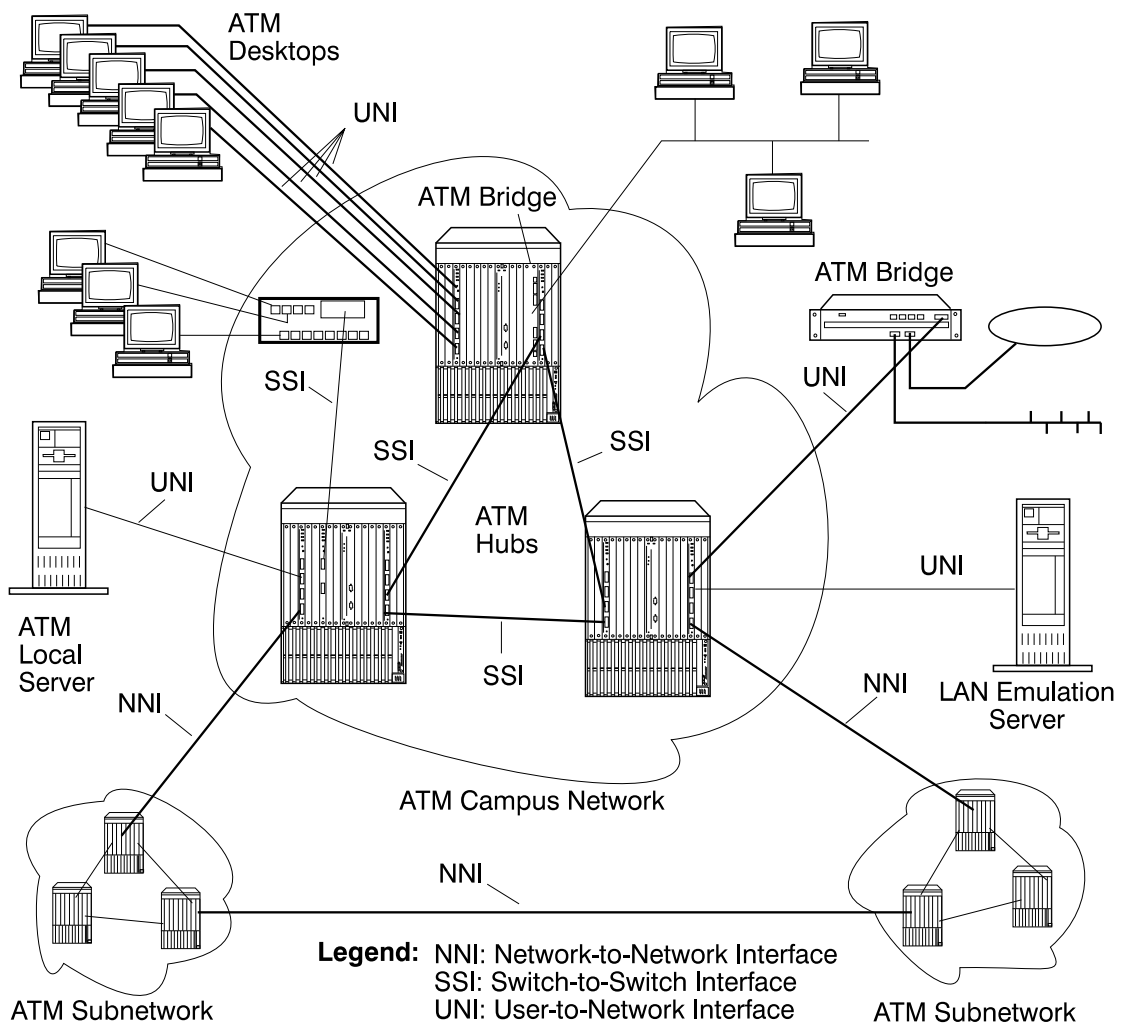 ATM
Desktops
UNI
ATM Bridge
ATM Bridge
SSI
UNI
SSI
SSI
UNI
ATM
Hubs
UNI
ATM
Local
Server
SSI
LAN Emulation
Server
NNI
NNI
ATM Campus Network
NNI
Legend: NNI: Network-to-Network Interface
SSI: Switch-to-Switch Interface
UNI: User-to-Network Interface
ATM Subnetwork
ATM Subnetwork